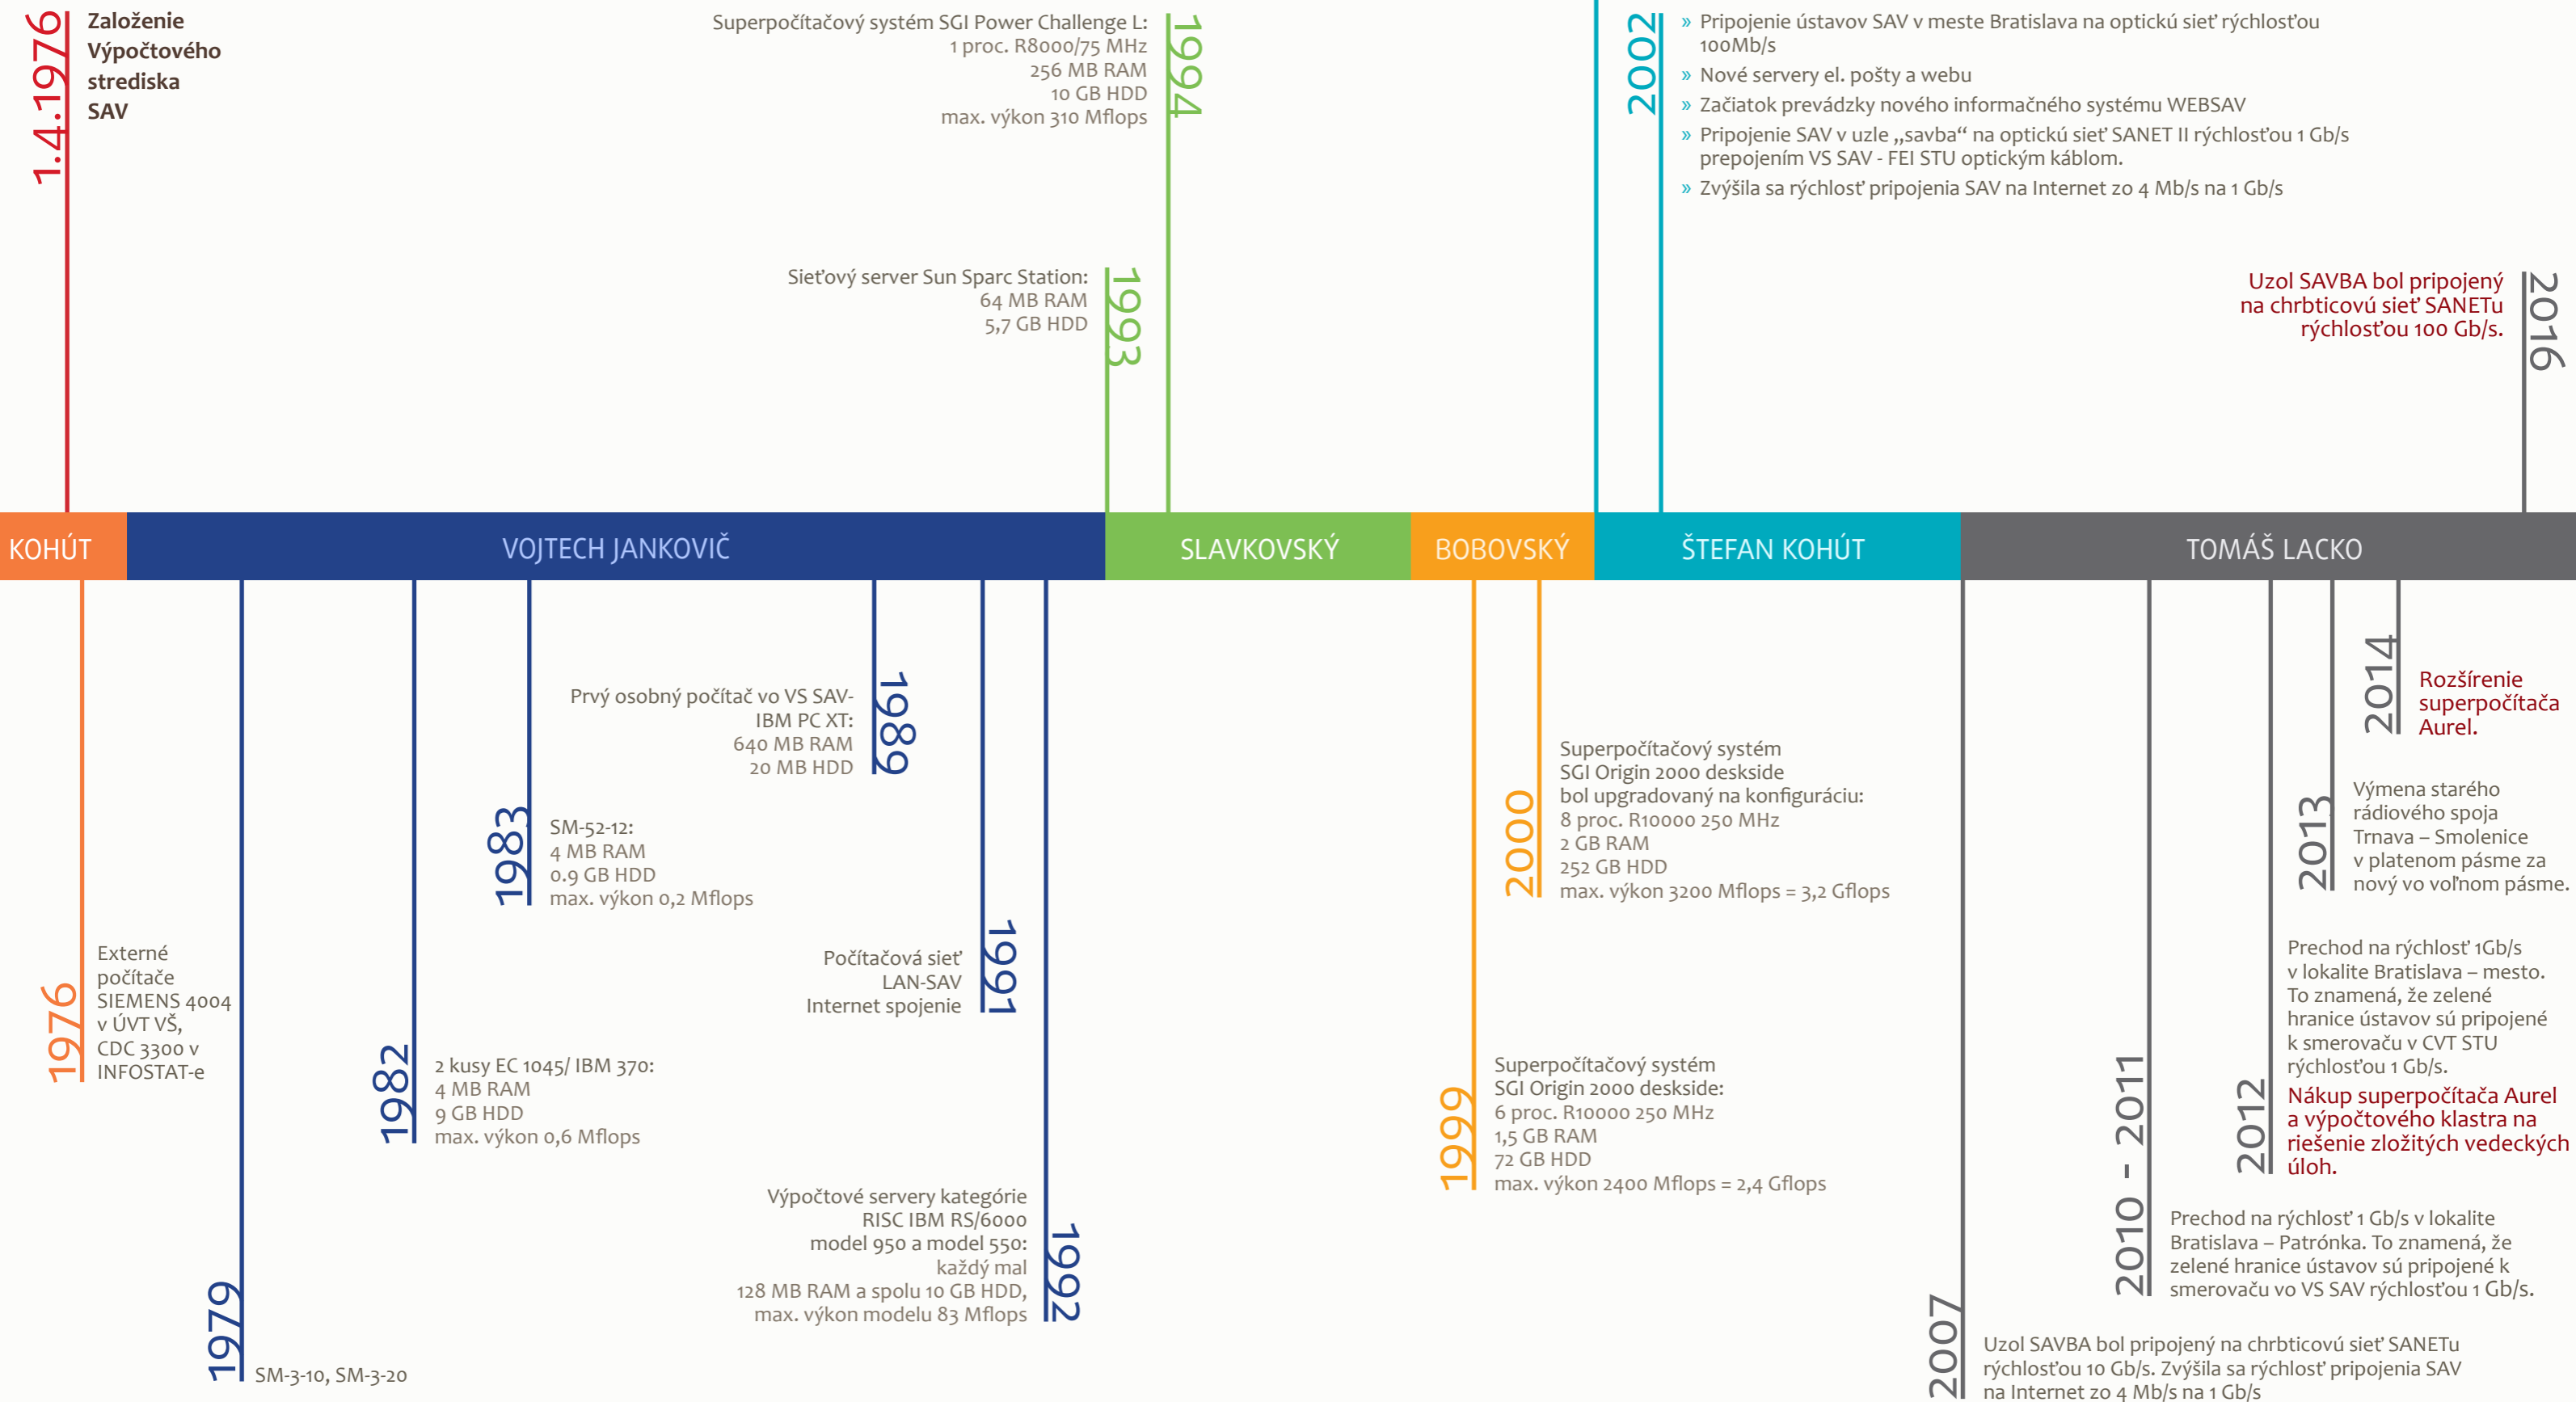 1.4.1976
Založenie
Výpočtového
strediska
SAV
Superpočítačový systém SGI Power Challenge L:
1 proc. R8000/75 MHz
256 MB RAM
10 GB HDD
max. výkon 310 Mflops
1994
Sieťový server Sun Sparc Station:
64 MB RAM
5,7 GB HDD
1993
2002
» Pripojenie ústavov SAV v meste Bratislava na optickú sieť rýchlosťou
100Mb/s
» Nové servery el. pošty a webu
» Začiatok prevádzky nového informačného systému WEBSAV
» Pripojenie SAV v uzle „savba“ na optickú sieť SANET II rýchlosťou 1 Gb/s
prepojením VS SAV - FEI STU optickým káblom.
» Zvýšila sa rýchlosť pripojenia SAV na Internet zo 4 Mb/s na 1 Gb/s
Uzol SAVBA bol pripojený
na chrbticovú sieť SANETu
rýchlosťou 100 Gb/s.
2016
KOHÚT
VOJTECH JANKOVIČ
SLAVKOVSKÝ
BOBOVSKÝ
ŠTEFAN KOHÚT
TOMÁŠ LACKO
1976
Externé
počítače
SIEMENS 4004
v ÚVT VŠ,
CDC 3300 v
INFOSTAT-e
1979
SM-3-10, SM-3-20
1982
2 kusy EC 1045/ IBM 370:
4 MB RAM
9 GB HDD
max. výkon 0,6 Mflops
1983
SM-52-12:
4 MB RAM
0.9 GB HDD
max. výkon 0,2 Mflops
Prvý osobný počítač vo VS SAV-
IBM PC XT:
640 MB RAM
20 MB HDD
1989
Počítačová sieť
LAN-SAV
Internet spojenie
1991
Výpočtové servery kategórie
RISC IBM RS/6000
model 950 a model 550:
každý mal
128 MB RAM a spolu 10 GB HDD,
max. výkon modelu 83 Mflops
1992
1999
Superpočítačový systém
SGI Origin 2000 deskside:
6 proc. R10000 250 MHz
1,5 GB RAM
72 GB HDD
max. výkon 2400 Mflops = 2,4 Gflops
2000
Superpočítačový systém
SGI Origin 2000 deskside
bol upgradovaný na konfiguráciu:
8 proc. R10000 250 MHz
2 GB RAM
252 GB HDD
max. výkon 3200 Mflops = 3,2 Gflops
2007
Uzol SAVBA bol pripojený na chrbticovú sieť SANETu
rýchlosťou 10 Gb/s. Zvýšila sa rýchlosť pripojenia SAV
na Internet zo 4 Mb/s na 1 Gb/s
2010 - 2011
Prechod na rýchlosť 1 Gb/s v lokalite
Bratislava – Patrónka. To znamená, že
zelené hranice ústavov sú pripojené k
smerovaču vo VS SAV rýchlosťou 1 Gb/s.
2012
Prechod na rýchlosť 1Gb/s
v lokalite Bratislava – mesto.
To znamená, že zelené
hranice ústavov sú pripojené
k smerovaču v CVT STU
rýchlosťou 1 Gb/s.
Nákup superpočítača Aurel
a výpočtového klastra na
riešenie zložitých vedeckých
úloh.
2013
Výmena starého
rádiového spoja
Trnava – Smolenice
v platenom pásme za
nový vo voľnom pásme.
2014
Rozšírenie
superpočítača
Aurel.